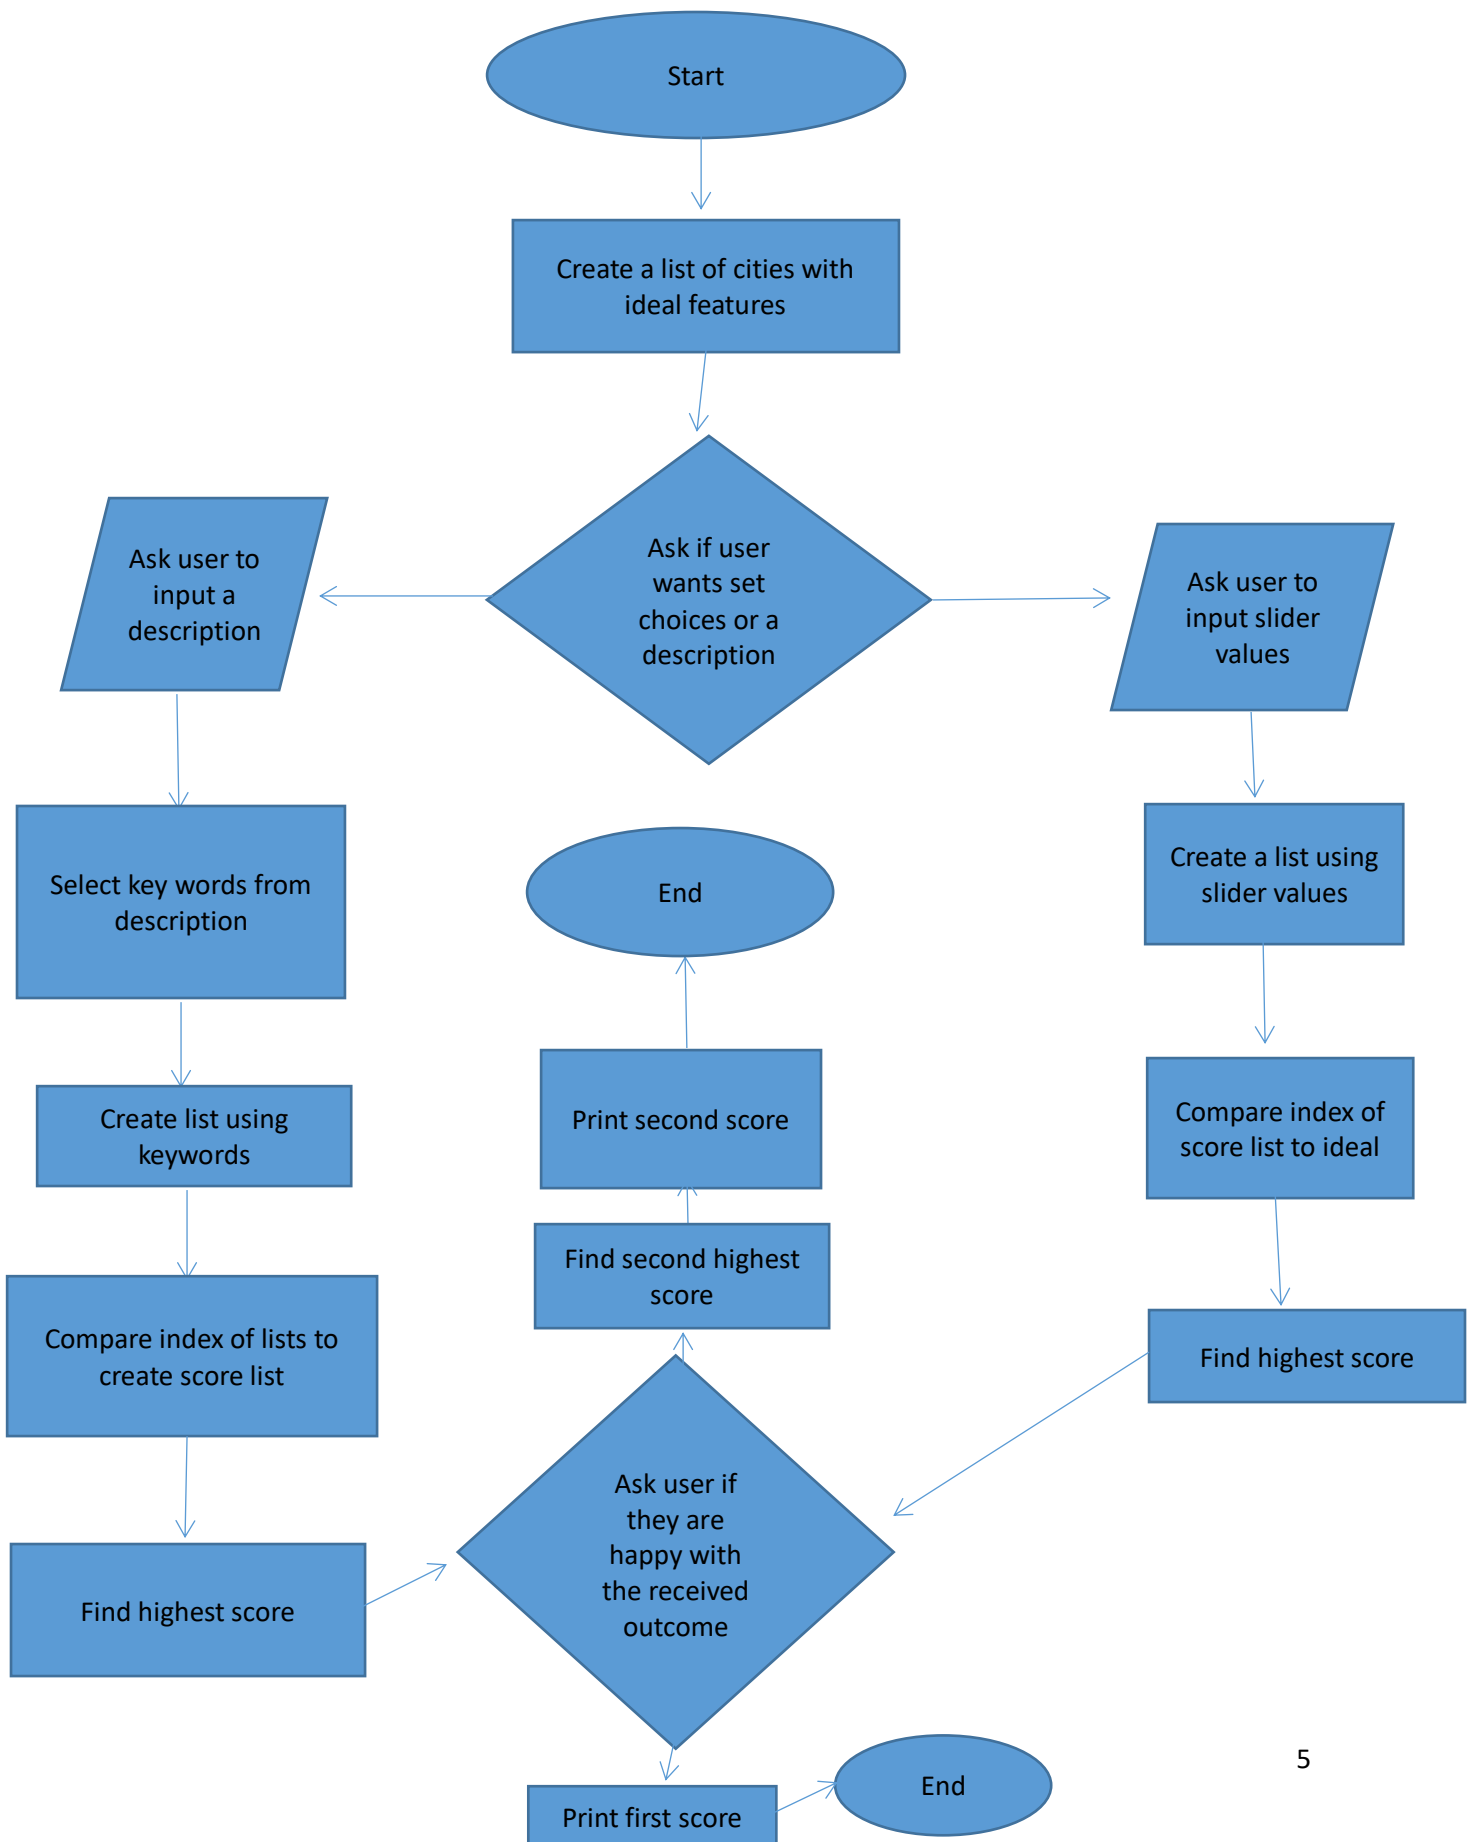 Start
Create a list of cities with
ideal features
Ask if user
wants set
choices or a
description
Ask user to
input a
description
Ask user to
input slider
values
Select key words from
description
End
Create a list using
slider values
Create list using
keywords
Print second score
Compare index of
score list to ideal
Find second highest
score
Compare index of lists to
create score list
Find highest score
Ask user if
they are
happy with
the received
outcome
Find highest score
Print first score
End
5